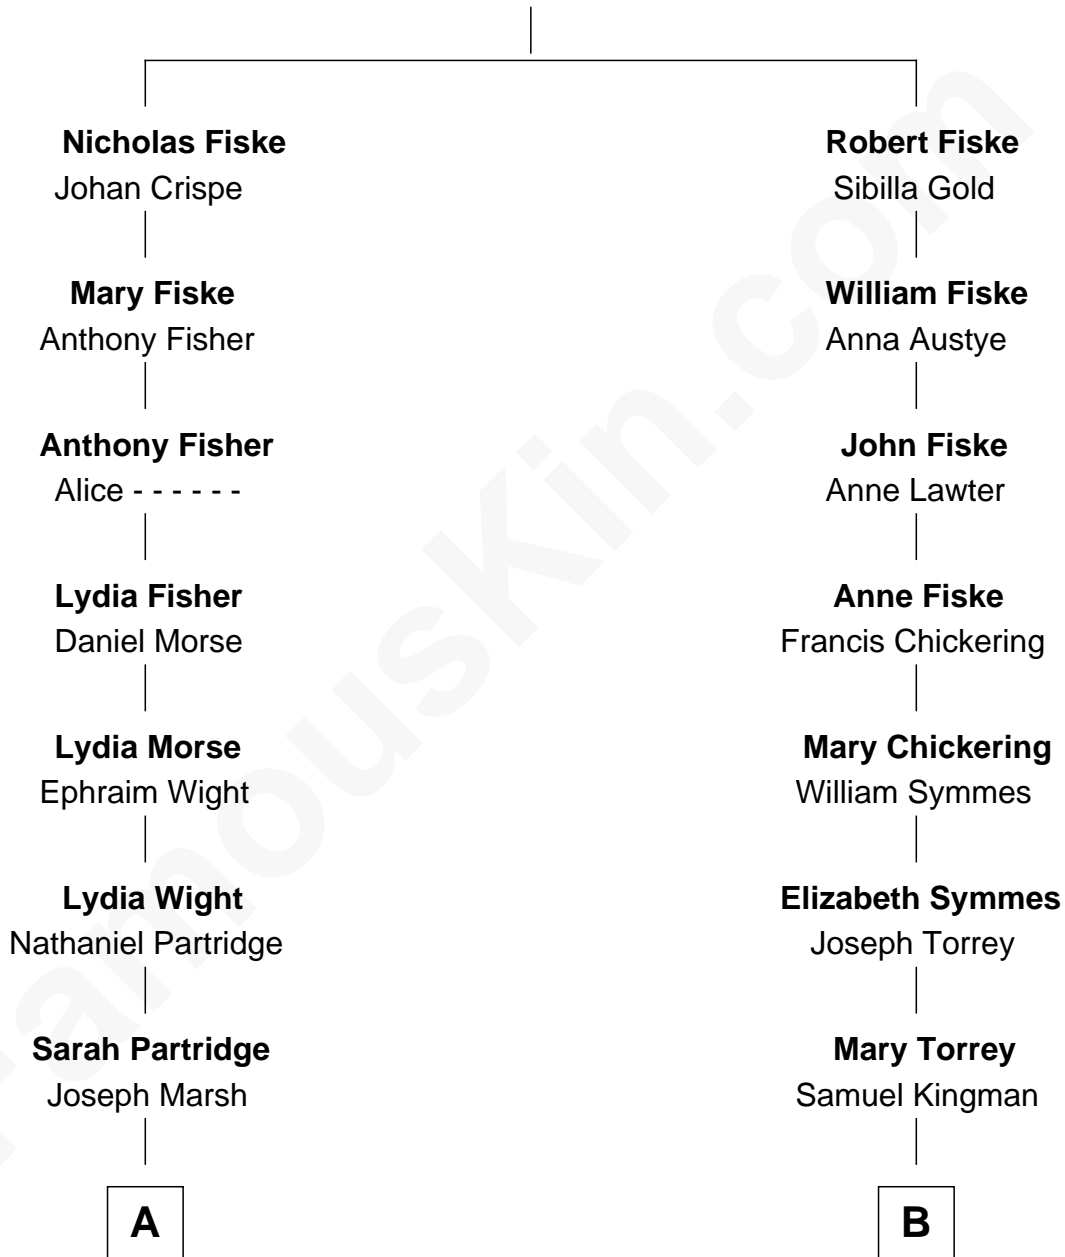 Nicholas Fiske
Johan Crispe
Mary Fiske
Anthony Fisher
Anthony Fisher
Alice - - - - - -
Lydia Fisher
Daniel Morse
Lydia Morse
Ephraim Wight
Lydia Wight
Nathaniel Partridge
Sarah Partridge
Joseph Marsh
A
Robert Fiske
Sibilla Gold
William Fiske
Anna Austye
John Fiske
Anne Lawter
Anne Fiske
Francis Chickering
Mary Chickering
William Symmes
Elizabeth Symmes
Joseph Torrey
Mary Torrey
Samuel Kingman
B
FamousKin.com